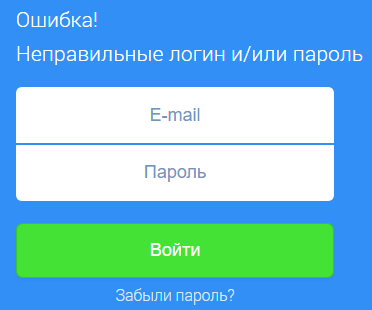 Ошибка!
Неправильные логин и/или пароль
E-mail
Пароль
Войти
Забыли пароль?